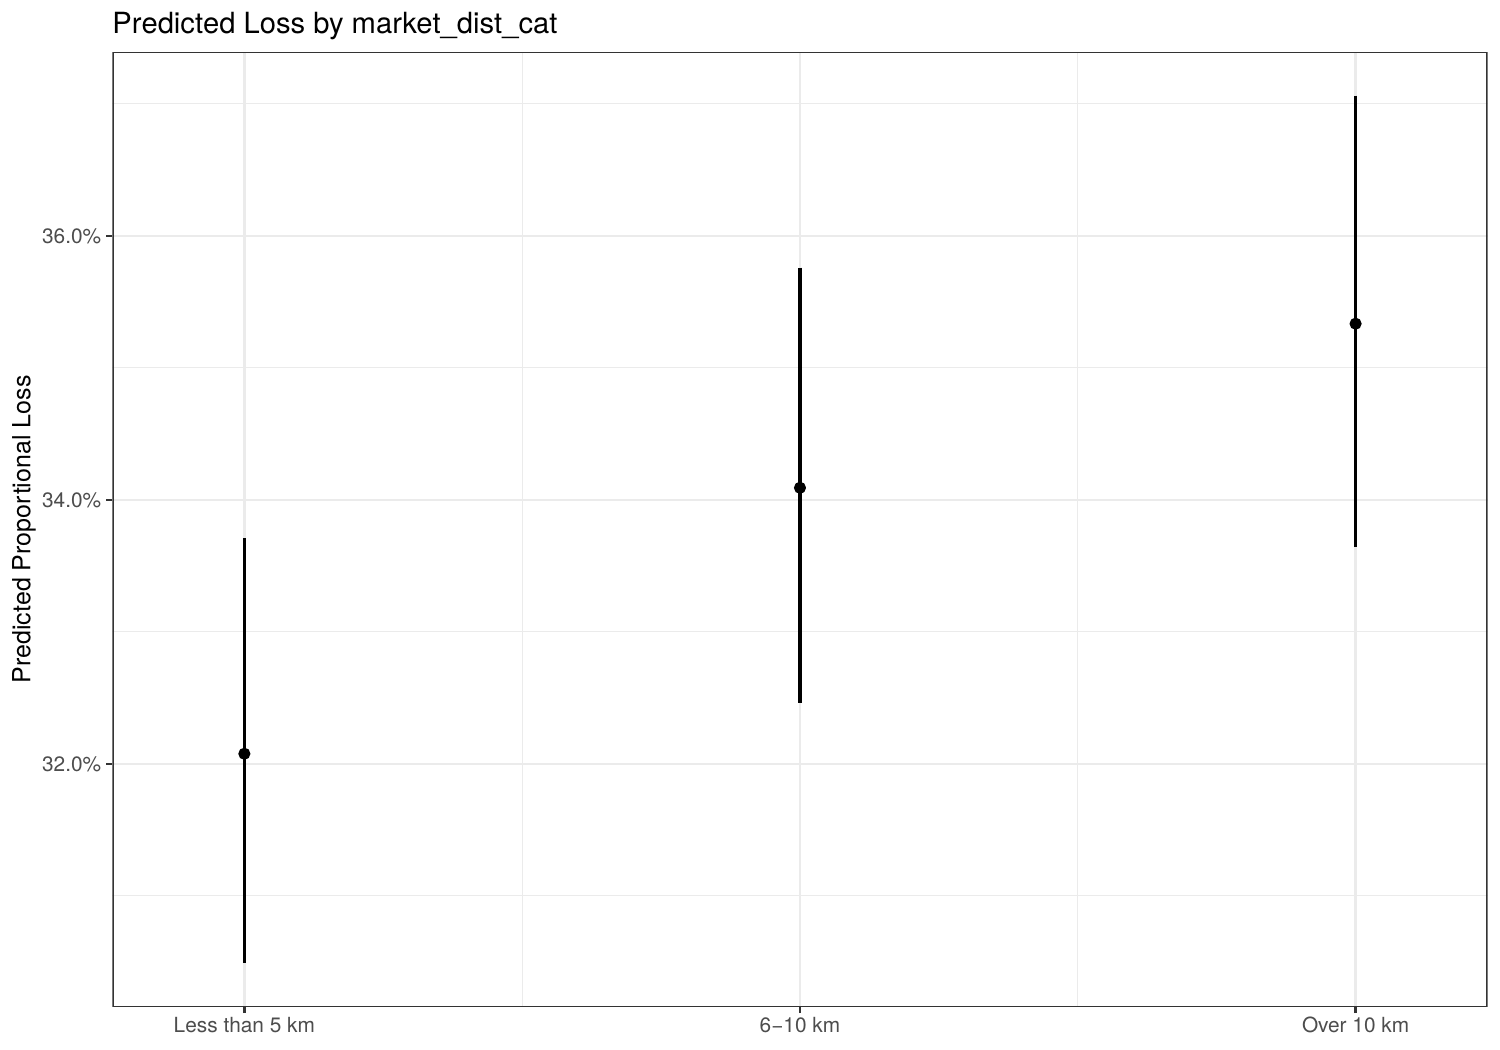 Predicted Loss by market_dist_cat
Predicted Proportional Loss
36.0%
34.0%
32.0%
Less than 5 km
6−10 km
Over 10 km